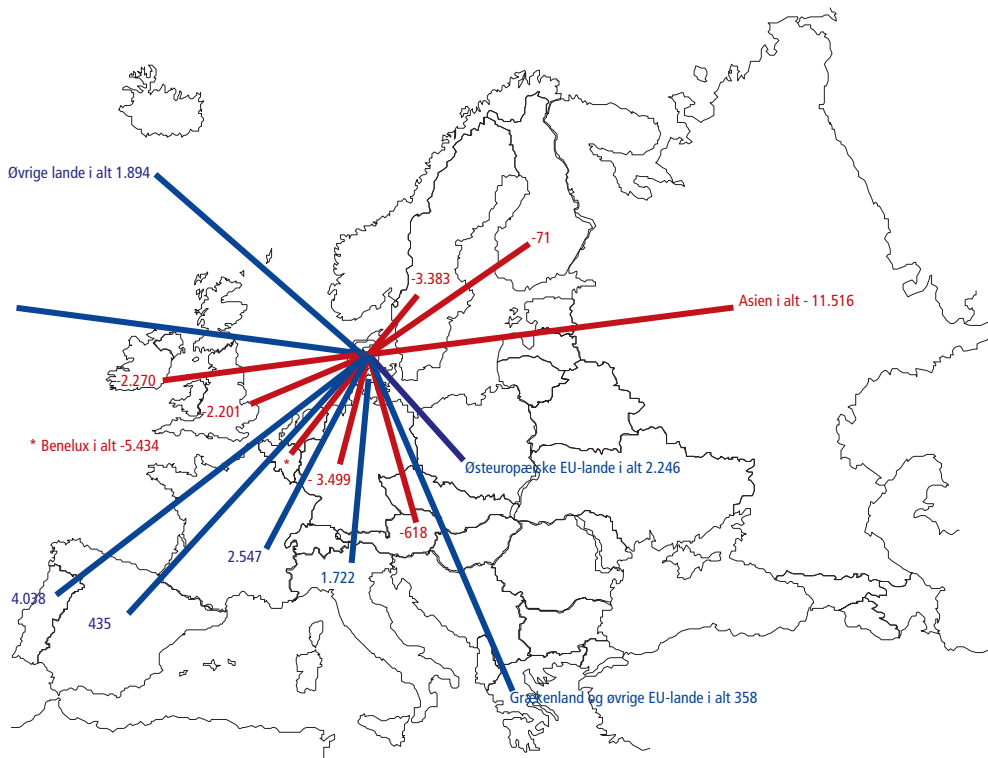 Øvrige lande i alt 1.894
-71
-3.383
Asien i alt - 11.516
-2.270
-2.201
* Benelux i alt -5.434
*
Østeuropæiske EU-lande i alt 2.246
- 3.499
-618
2.547
1.722
4.038
435
Grækenland og øvrige EU-lande i alt 358